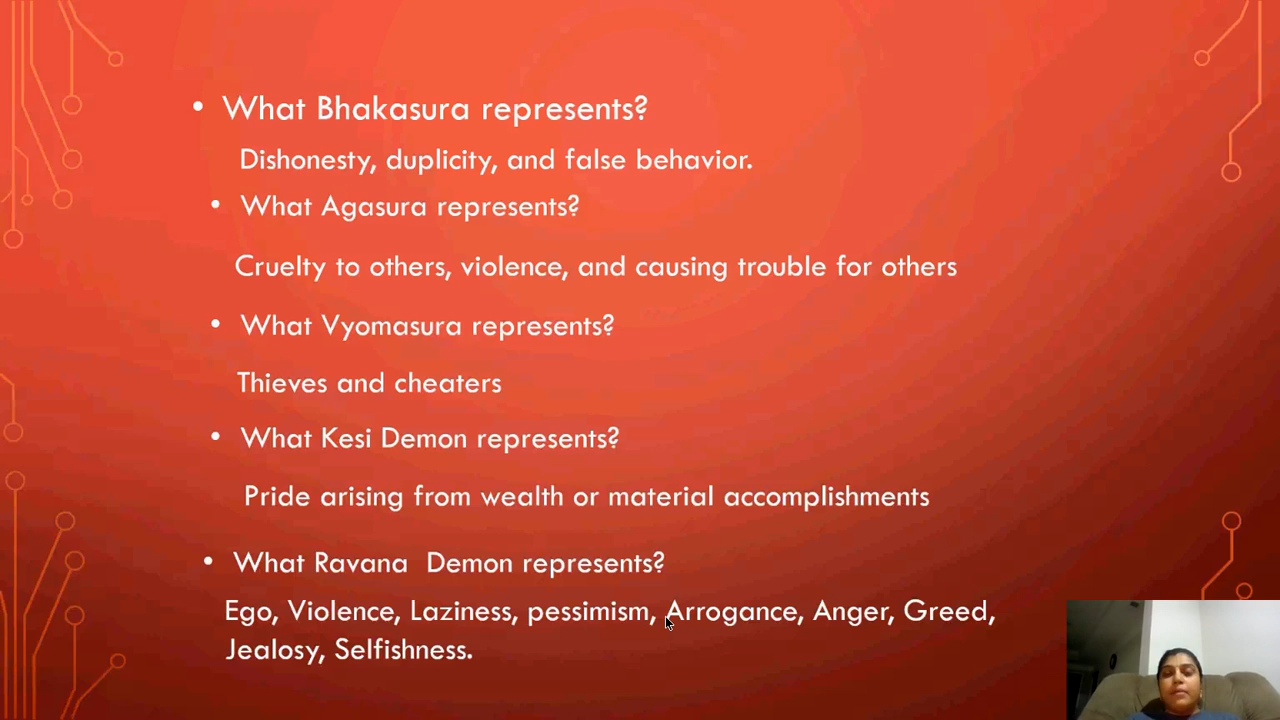 • What Bhakasura represents?
Dishonesty, duplicity, and false behavior.
• What Agasura represents?
Cruelty to others, violence, and causing trouble for others
• What Vyomasura represents?
Thieves and cheaters
• What Kesi Demon represents?
Pride arising from wealth or material accomplishments
• What Ravana  Demon represents?
Ego, Violence, Laziness, pessimism, Arrogance, Anger, Greed,
Jealosy, Selfishness.